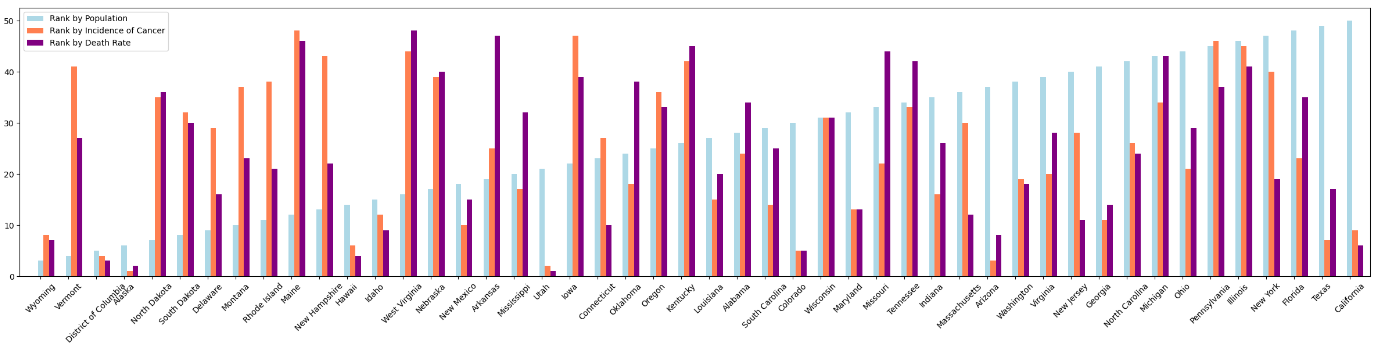 50
40
30
20
10
0
Rank by Population
Rank by Incidence of Cancer
Rank by Death Rate
Wyoming
Vermont
District of Columbia
Alaska
North Dakota
South Dakota
Delaware
Montana
Rhode Island
Maine
New Hampshire
Hawaii
Idaho
West Virginia
Nebraska
New Mexico
Arkansas
Mississippi
Utah
Iowa
Connecticut
Oklahoma
Oregon
Kentucky
Louisiana
Alabama
South Carolina
Colorado
Wisconsin
Maryland
Missouri
Tennessee
Indiana
Massachusetts
Arizona
Washington
Virginia
New Jersey
Georgia
North Carolina
Michigan
Ohio
Pennsylvania
Illinois
New York
Florida
Texas
California